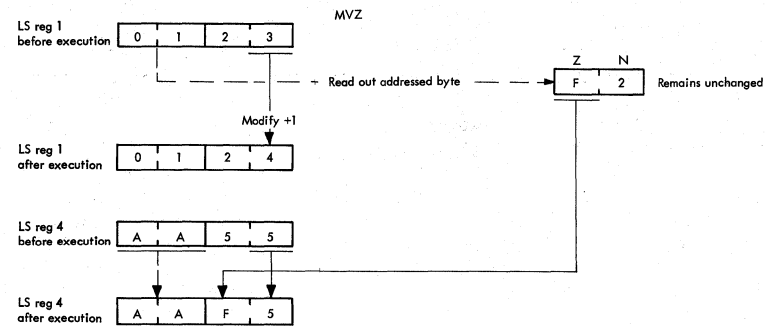 MVZ
LS reg 1
before execution
0 1 2 3
Z N
Read out addressed byte
F 2
Remains unchanged
Modify +1
LS reg 1
after execution
0 1 2 4
LS reg 4
before execution
A A 5 5
LS reg 4
after execution
A A F 5